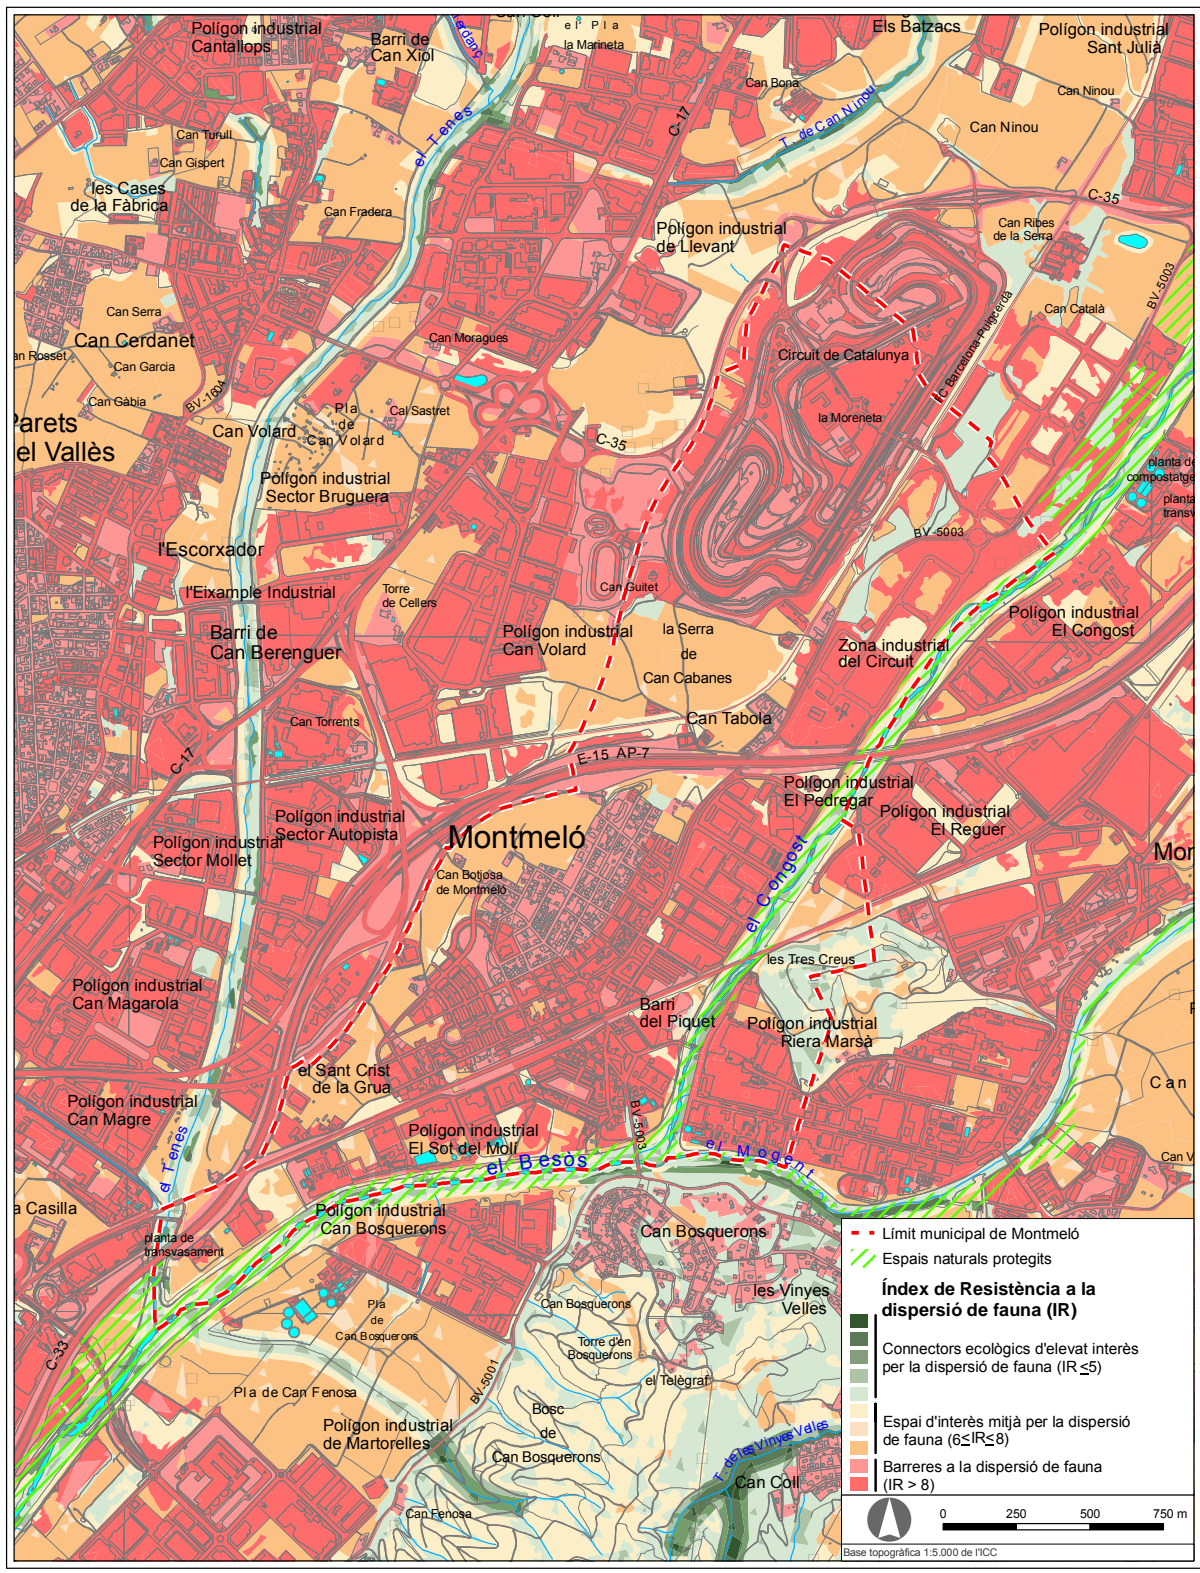 Polígon industrial
Cantallops
Barri de
Can Xiol
el Pla
la Marineta
Els Batzacs
Polígon industrial
Sant Julià
Can Bona
Can Ninou
T. de Can Ninou
Can Ninou
C-17
el Tenes
Can Turull
Can Gispert
les Cases
de la Fàbrica
Can Fradera
C-35
Can Ribes
de la Serra
Polígon industrial
de Llevant
BV-5003
Can Serra
Can Cerdanet
Can Garcia
Can Gàbia
BV-1604
Can Moragues
Circuit de Catalunya
Can Català
Barcelona-Puigcerdà
la Moreneta
Cal Sastret
Pla
de
Can Volard
Can Volard
C-35
Parets
el Vallès
Polígon industrial
Sector Bruguera
planta de
compostatge
planta
l'Escorxador
BV-5003
l'Eixample Industrial
Torre
de Cellers
Can Guitet
Polígon industrial
El Congost
Barri de
Can Berenguer
Polígon industrial
Can Volard
la Serra
de
Can Cabanes
Zona industrial
del Circuit
Can Torrents
Can Tabola
C-17
E-15 AP-7
Polígon industrial
El Pedregar
Polígon industrial
El Reguer
Polígon industrial
Sector Autopista
Polígon industrial
Sector Mollet
Montmeló
Mor
Can Botjosa
de Montmeló
el Congost
les Tres Creus
Polígon industrial
Can Magarola
Barri
del Piquet
Polígon industrial
Riera Marsà
el Sant Crist
de la Grua
Polígon industrial
Can Magre
Can
el Tenes
Polígon industrial
El Sot del Molí
BV-5003
el Besòs
el Mogent
a Casilla
Polígon industrial
Can Bosquerons
planta de
transvasament
Can Bosquerons
les Vinyes
Velles
Pla
de
Can Bosquerons
Can Bosquerons
Torre d'en
Bosquerons
C-33
BV-5001
el Telègraf
Pla de Can Fenosa
Polígon industrial
de Martorelles
Bosc
de
Can Bosquerons
T. de les Vinyes Velles
Can Coll
Can Fenosa
Límit municipal de Montmeló
Espais naturals protegits
Índex de Resistència a la
dispersió de fauna (IR)
Connectors ecològics d'elevat interès
per la dispersió de fauna (IR ≤5)
Espai d'interès mitjà per la dispersió
de fauna (6≤IR≤8)
Barreres a la dispersió de fauna
(IR > 8)
0 250 500 750 m
Base topogràfica 1:5.000 de l'ICC